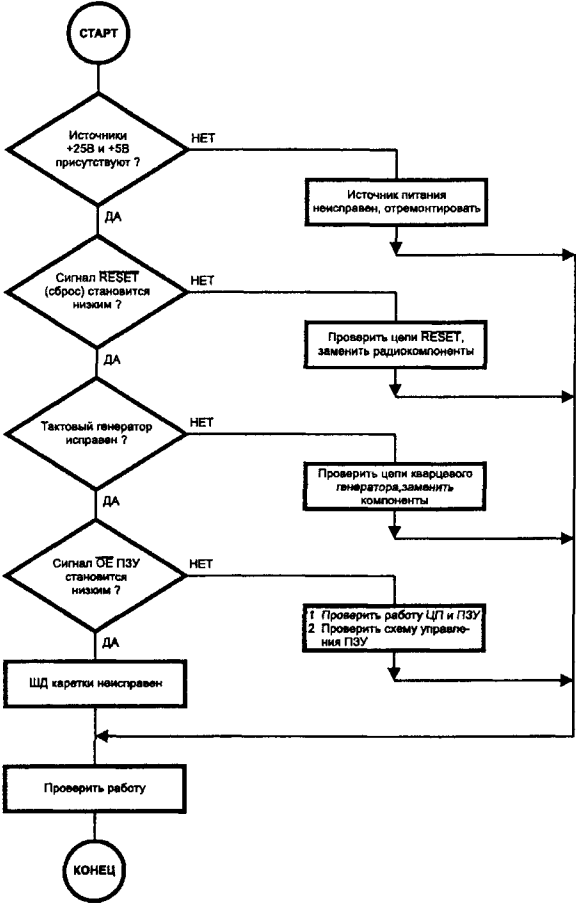 СТАРТ
Источники
+25В и +5В
присутствуют ?
НЕТ
Источник питания
неисправен, отремонтировать
ДА
Сигнал RESET
(сброс) становится
низким ?
НЕТ
Проверить цепи RESET,
заменить радиокомпоненты
ДА
Тактовый генератор
исправен ?
НЕТ
Проверить цепи кварцевого
генератора,заменить
компоненты
ДА
Сигнал OE ПЗУ
становится
низким ?
НЕТ
1 Проверить работу ЦП и ПЗУ
2 Проверить схему управле-
ния ПЗУ
ДА
ШД каретки неисправен
Проверить работу
КОНЕЦ